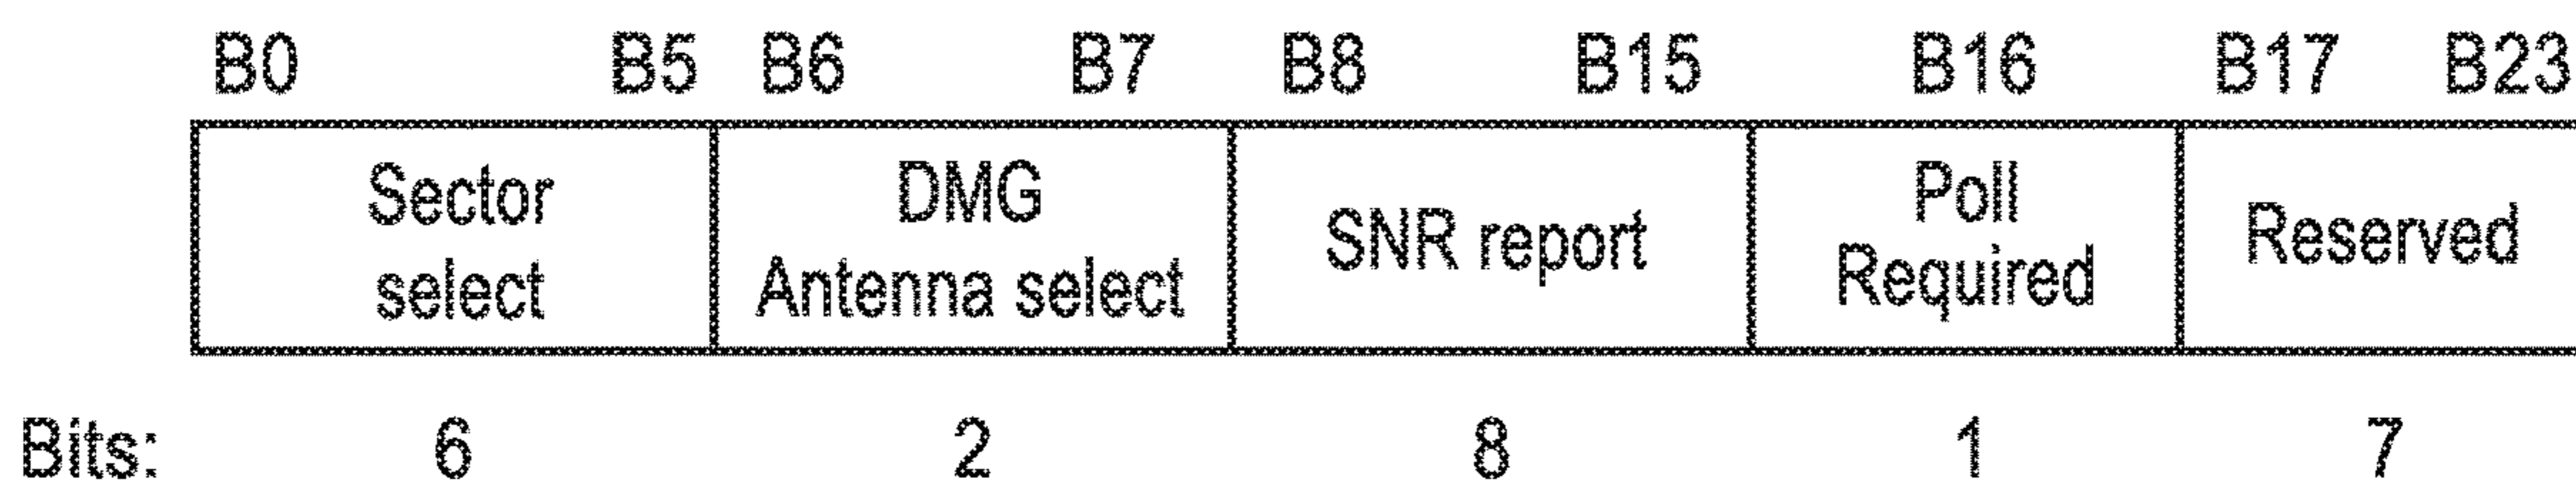 B0 B5 B6 B7 B8 B15 B16 B17 B23
Sector select
DMG Antenna select
SNR report
Poll Required
Reserved
Bits: 6 2 8 1 7